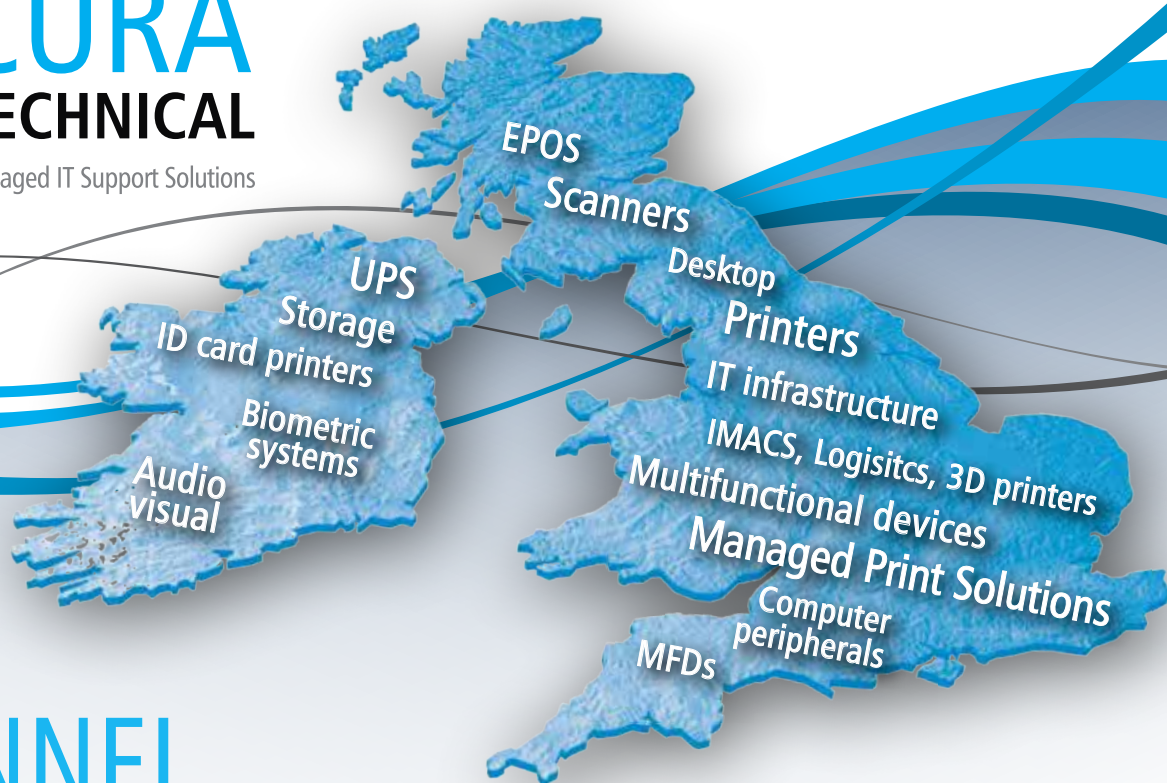 CURA
ECHNICAL
aged IT Support Solutions
EPOS
Scanners
Desktop
Printers
IT infrastructure
IMACS, Logisitcs, 3D printers
Multifunctional devices
Managed Print Solutions
Computer
peripherals
MFDs
UPS
Storage
ID card printers
Biometric
systems
Audio
visual